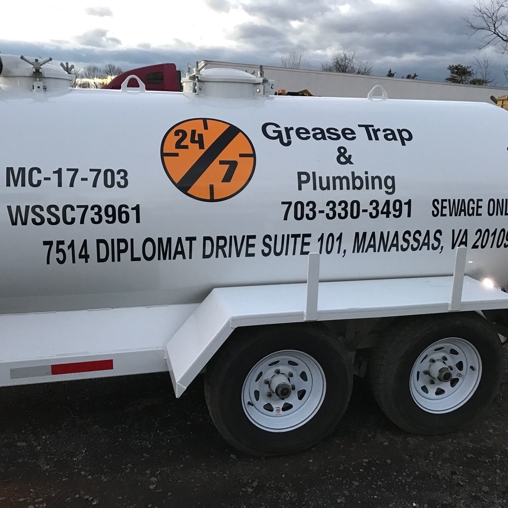 24
7
Grease Trap
&
Plumbing
MC-17-703
WSSC73961
703-330-3491
SEWAGE ONL
7514 DIPLOMAT DRIVE SUITE 101, MANASSAS, VA 20109